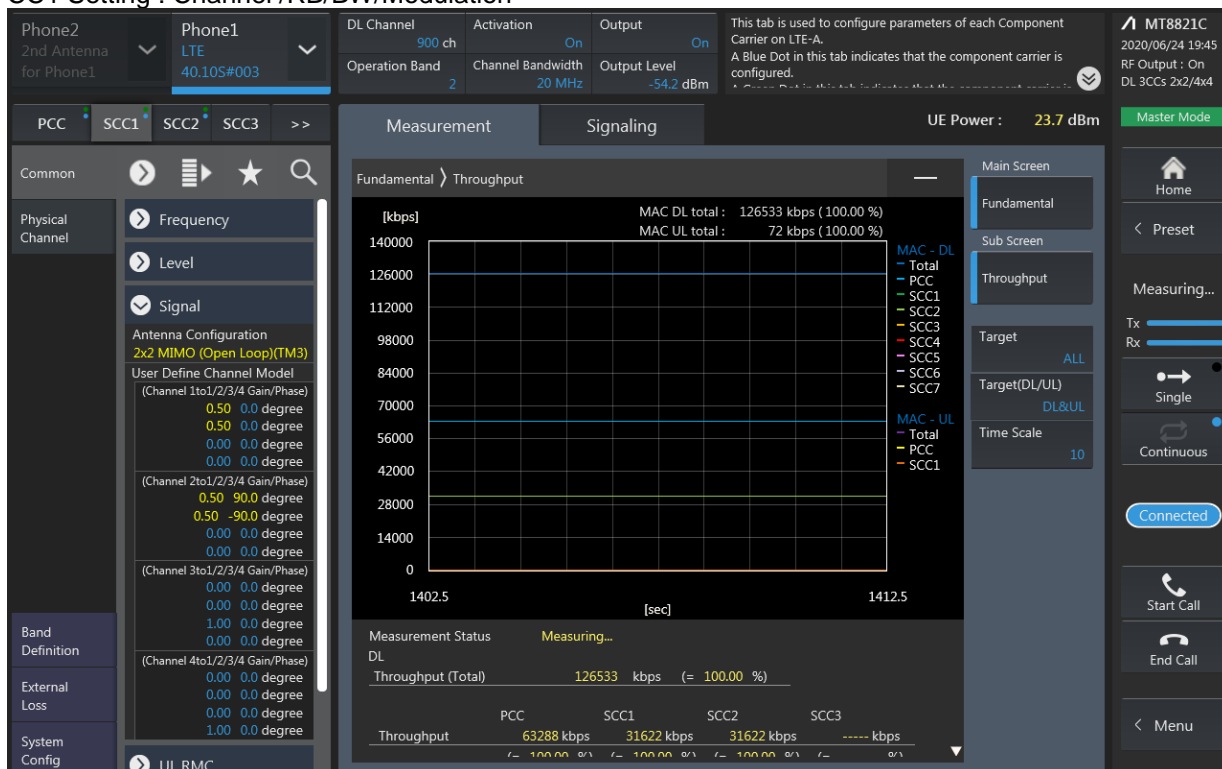 CC1 Setting : Channel /RB/BW/Modulation
Phone2
2nd Antenna
for Phone1
Phone1
LTE
40.10S#003
DL Channel
900 ch
Activation
On
Output
On
Operation Band
2
Channel Bandwidth
20 MHz
Output Level
-54.2 dBm
This tab is used to configure parameters of each Component
Carrier on LTE-A.
A Blue Dot in this tab indicates that the component carrier is
configured.
MT8821C
2020/06/24 19:45
RF Output : On
DL 3CCs 2x2/4x4
Master Mode
PCC SCC1 SCC2 SCC3 >>
Measurement
Signaling
UE Power : 23.7 dBm
Common
Physical
Channel
Frequency
Level
Signal
Antenna Configuration
2x2 MIMO (Open Loop)(TM3)
User Define Channel Model
(Channel 1to1/2/3/4 Gain/Phase)
0.50 0.0 degree
0.50 0.0 degree
0.00 0.0 degree
0.00 0.0 degree
(Channel 2to1/2/3/4 Gain/Phase)
0.50 90.0 degree
0.50 -90.0 degree
0.00 0.0 degree
0.00 0.0 degree
(Channel 3to1/2/3/4 Gain/Phase)
0.00 0.0 degree
0.00 0.0 degree
1.00 0.0 degree
0.00 0.0 degree
(Channel 4to1/2/3/4 Gain/Phase)
0.00 0.0 degree
0.00 0.0 degree
0.00 0.0 degree
1.00 0.0 degree
UL RMC
Band
Definition
External
Loss
System
Config
Fundamental 〉 Throughput
[kbps]
MAC DL total : 126533 kbps ( 100.00 %)
MAC UL total : 72 kbps ( 100.00 %)
140000
126000
112000
98000
84000
70000
56000
42000
28000
14000
0
1402.5
[sec]
1412.5
MAC - DL
Total
PCC
SCC1
SCC2
SCC3
SCC4
SCC5
SCC6
SCC7
MAC - UL
Total
PCC
SCC1
Measurement Status Measuring...
DL
Throughput (Total) 126533 kbps (= 100.00 %)
PCC SCC1 SCC2 SCC3
Throughput 63288 kbps 31622 kbps 31622 kbps ----- kbps
(= 100.00 %) (= 100.00 %) (= 100.00 %) (= %)
Main Screen
Fundamental
Sub Screen
Throughput
Target
ALL
Target(DL/UL)
DL&UL
Time Scale
10
Home
< Preset
Measuring...
Tx
Rx
Single
Continuous
Connected
Start Call
End Call
< Menu